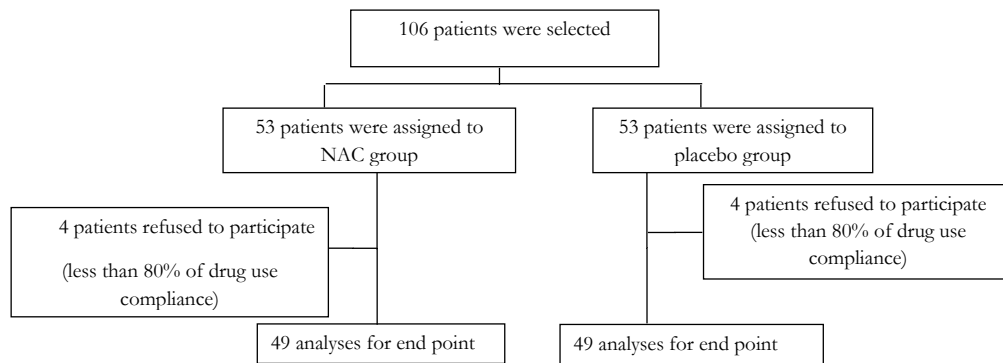 106 patients were selected
53 patients were assigned to
NAC group
53 patients were assigned to
placebo group
4 patients refused to participate
(less than 80% of drug use
compliance)
4 patients refused to participate
(less than 80% of drug use
compliance)
49 analyses for end point
49 analyses for end point